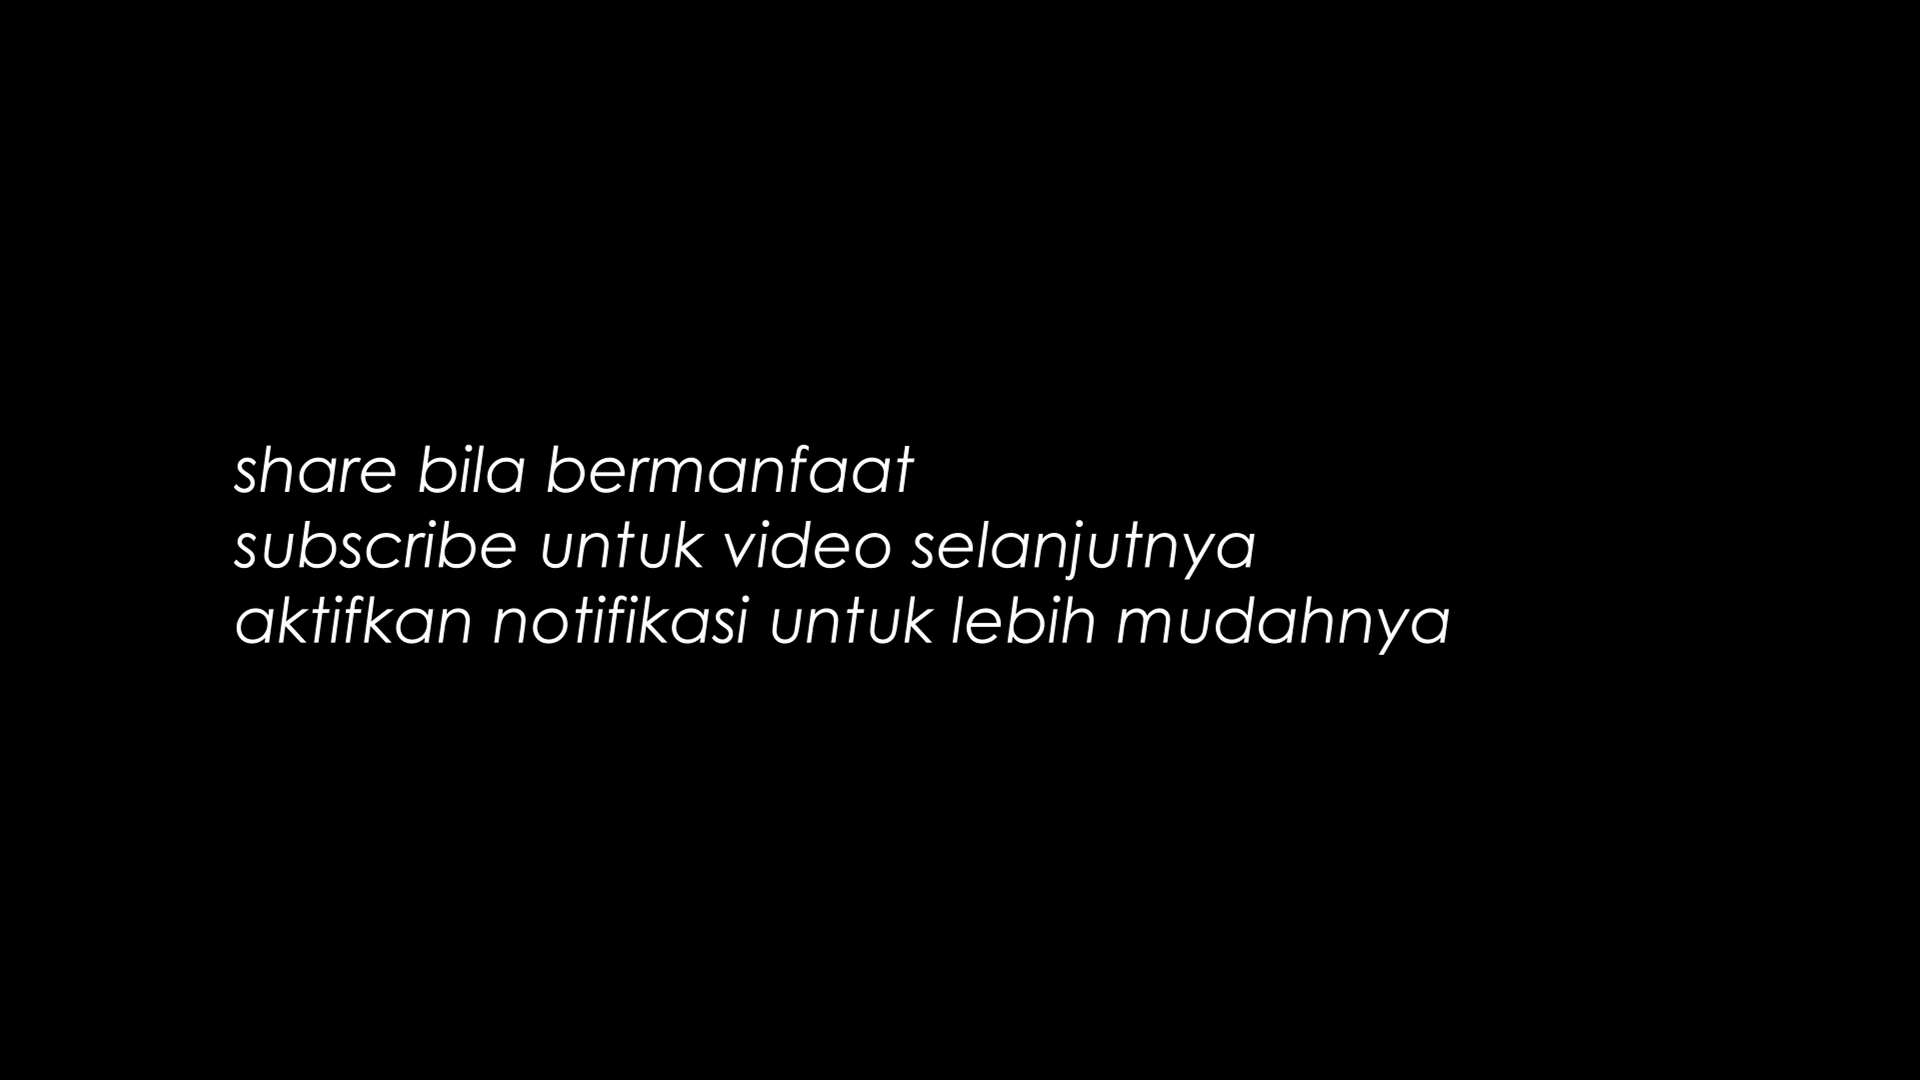 share bila bermanfaat
subscribe untuk video selanjutnya
aktifkan notifikasi untuk lebih mudahnya